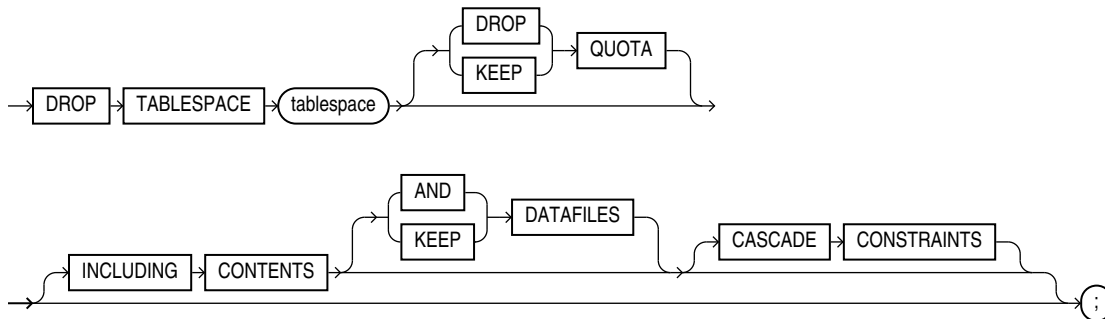 DROP
KEEP
QUOTA
DROP TABLESPACE tablespace
AND
KEEP
DATAFILES
CASCADE CONSTRAINTS
INCLUDING CONTENTS
;